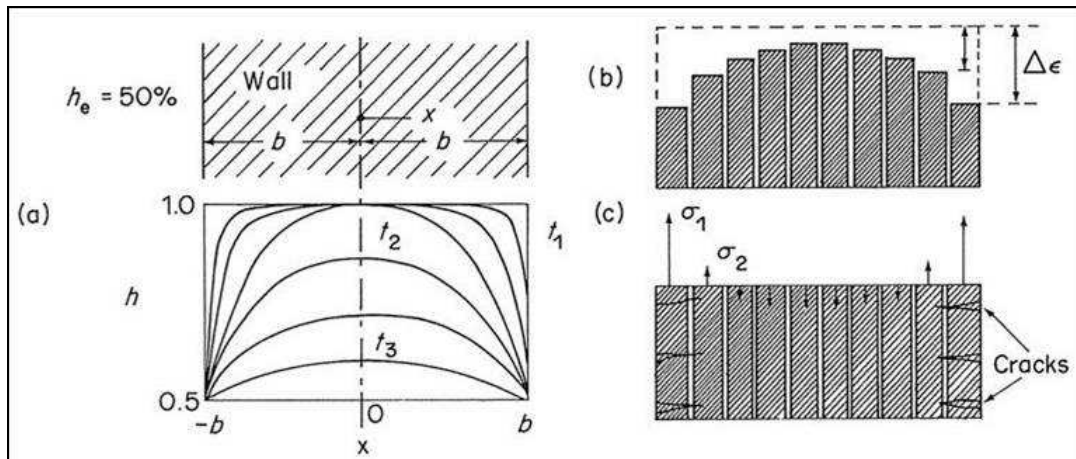 Wall
hₑ = 50%
x
b b
(a)
1.0
h
0.5
t₁
t₂
t₃
-b 0 b
x
(b)
Δϵ
(c)
σ₁
σ₂
Cracks